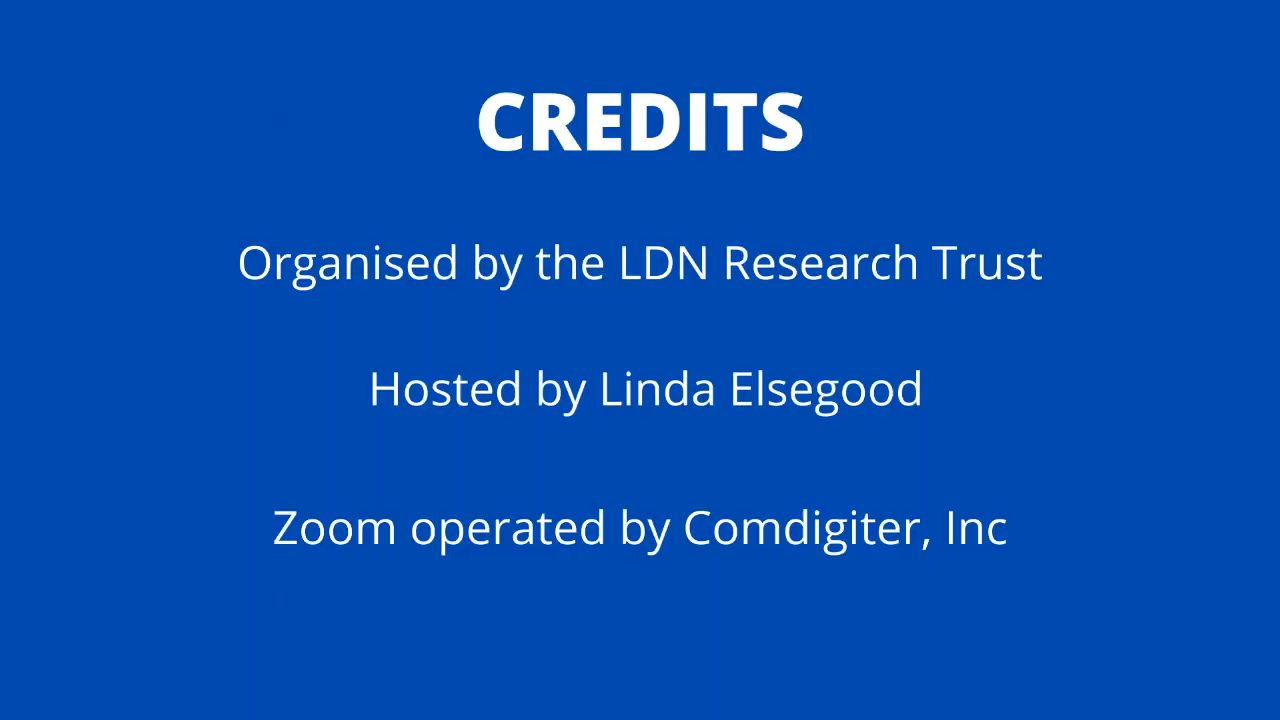 CREDITS
Organised by the LDN Research Trust
Hosted by Linda Elsegood
Zoom operated by Comdigiter, Inc